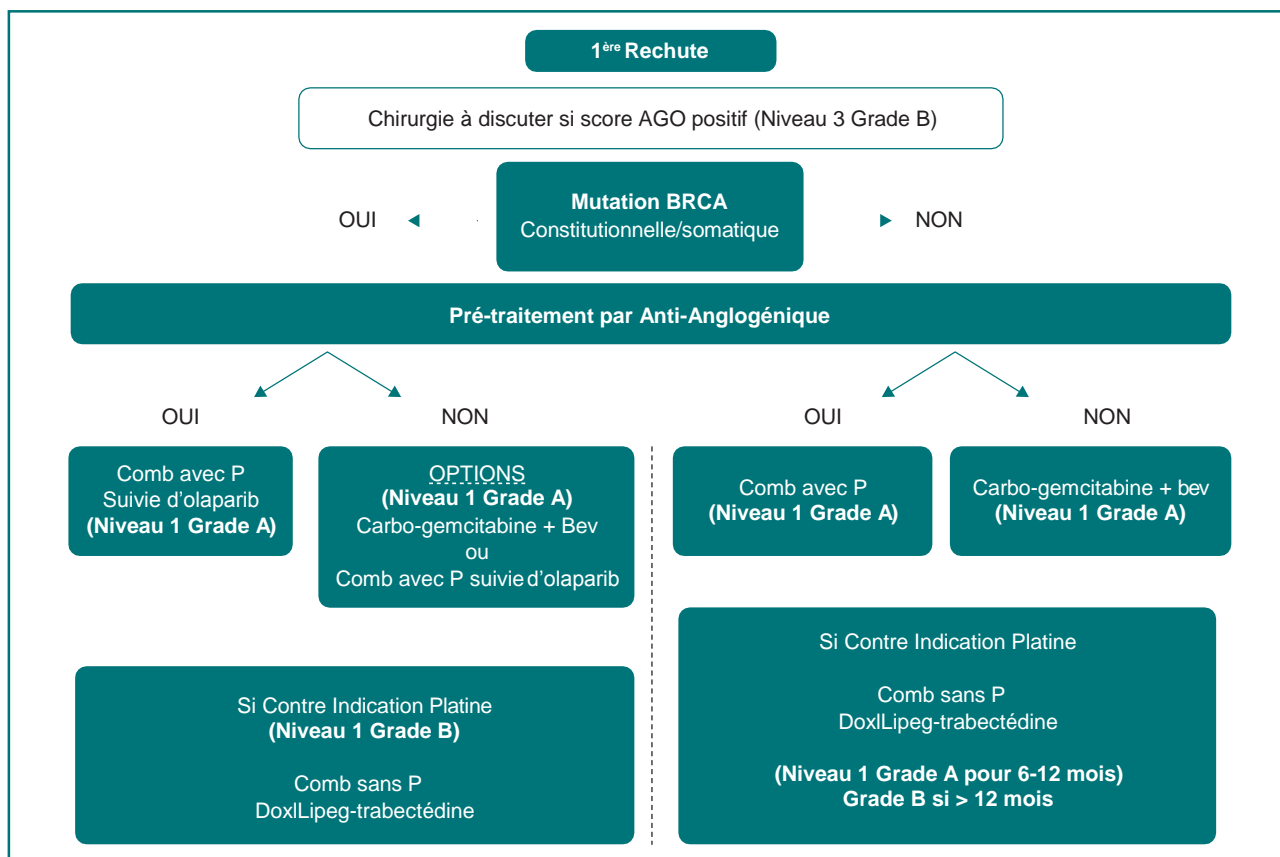 1ère Rechute
Chirurgie à discuter si score AGO positif (Niveau 3 Grade B)
Mutation BRCA
Constitutionnelle/somatique
OUI
NON
Pré-traitement par Anti-Anglogénique
OUI
NON
OUI
NON
Comb avec P
Suivie d'olaparib
(Niveau 1 Grade A)
OPTIONS
(Niveau 1 Grade A)
Carbo-gemcitabine + Bev
ou
Comb avec P suivie d'olaparib
Comb avec P
(Niveau 1 Grade A)
Carbo-gemcitabine + bev
(Niveau 1 Grade A)
Si Contre Indication Platine
(Niveau 1 Grade B)
Comb sans P
DoxlLipeg-trabectédine
Si Contre Indication Platine
Comb sans P
DoxlLipeg-trabectédine
(Niveau 1 Grade A pour 6-12 mois)
Grade B si > 12 mois